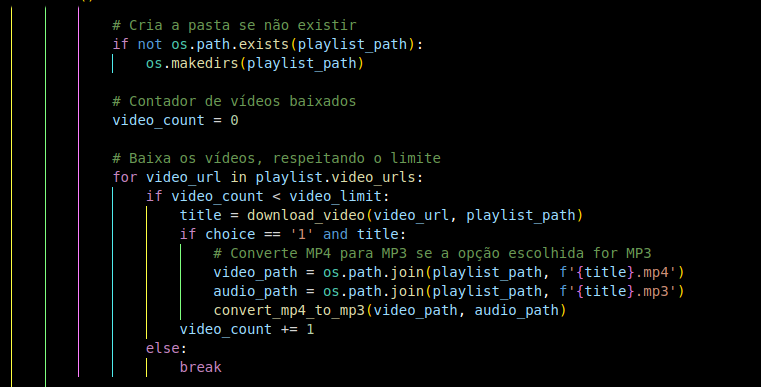 # Cria a pasta se não existir
if not os.path.exists(playlist_path):
os.makedirs(playlist_path)
# Contador de vídeos baixados
video_count = 0
# Baixa os vídeos, respeitando o limite
for video_url in playlist.video_urls:
if video_count < video_limit:
title = download_video(video_url, playlist_path)
if choice == '1' and title:
# Converte MP4 para MP3 se a opção escolhida for MP3
video_path = os.path.join(playlist_path, f'{title}.mp4')
audio_path = os.path.join(playlist_path, f'{title}.mp3')
convert_mp4_to_mp3(video_path, audio_path)
video_count += 1
else:
break